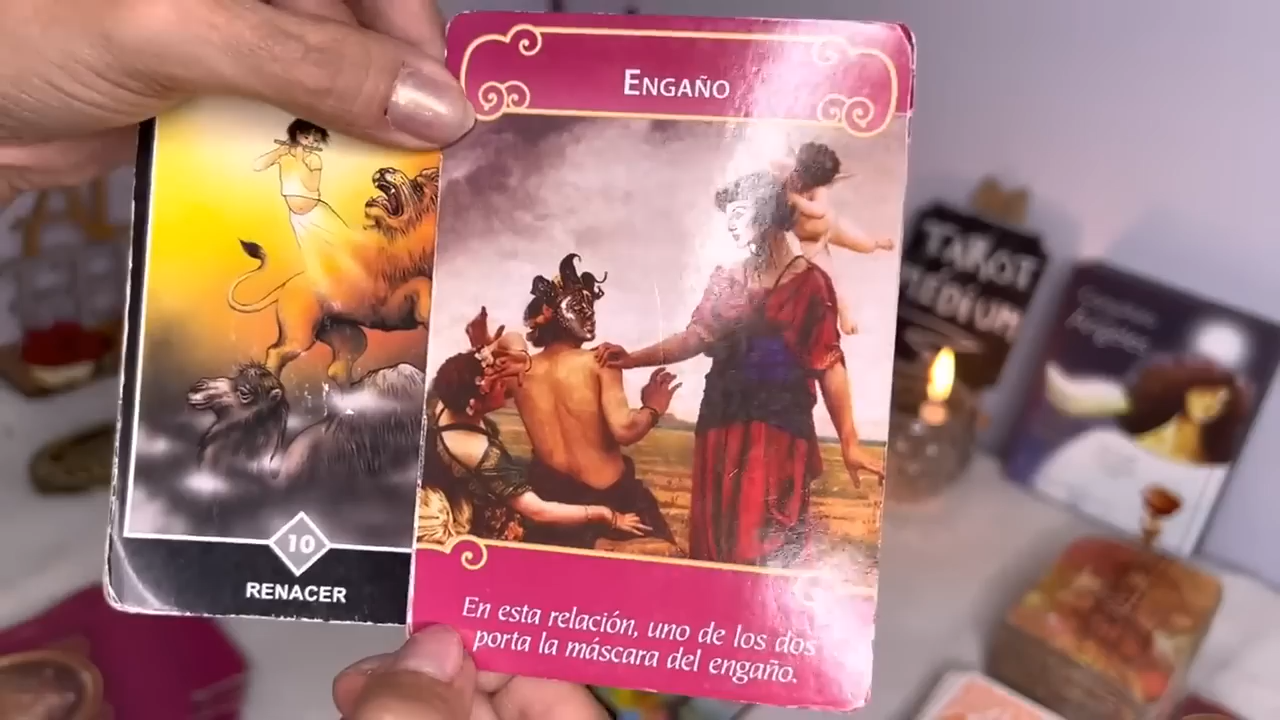 ENGAÑO
10
RENACER
En esta relación, uno de los dos
porta la máscara del engaño.
TAROT
MEDIUM